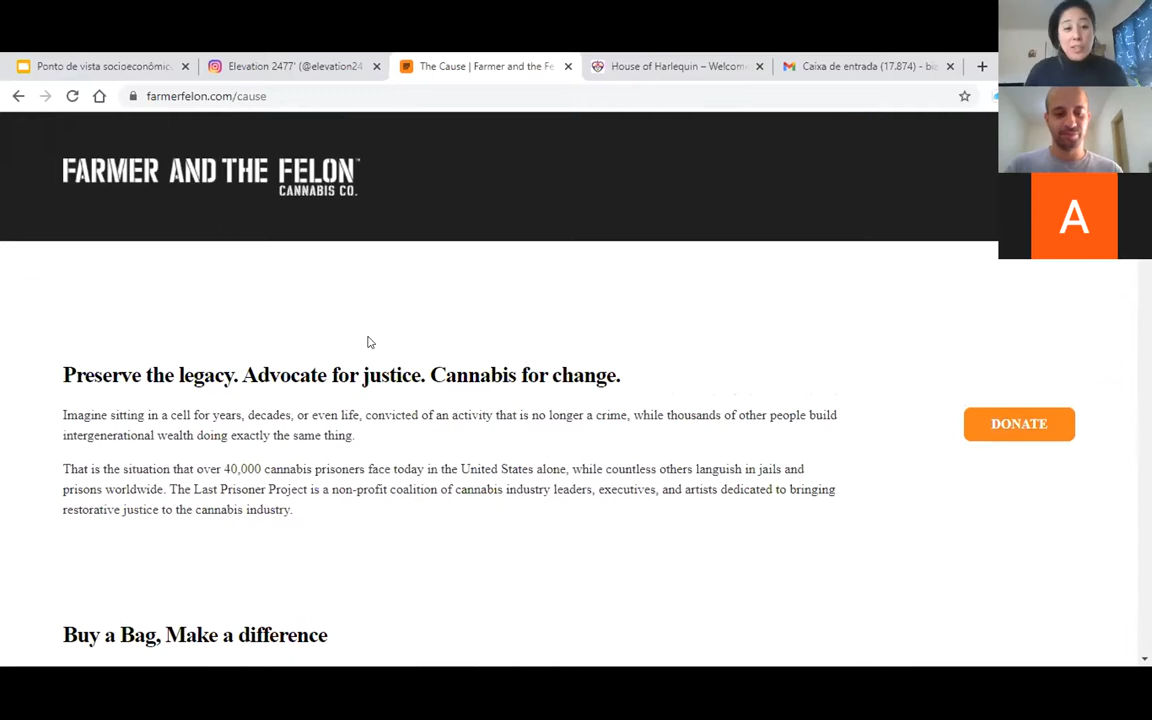 Ponto de vista socioeconômic
Elevation 2477' (@elevation24
The Cause | Farmer and the Fe
House of Harlequin – Welcom
Caixa de entrada (17.874) - bi
farmerfelon.com/cause
FARMER AND THE FELON™
CANNABIS CO.
A
Preserve the legacy. Advocate for justice. Cannabis for change.
Imagine sitting in a cell for years, decades, or even life, convicted of an activity that is no longer a crime, while thousands of other people build
intergenerational wealth doing exactly the same thing.
DONATE
That is the situation that over 40,000 cannabis prisoners face today in the United States alone, while countless others languish in jails and
prisons worldwide. The Last Prisoner Project is a non-profit coalition of cannabis industry leaders, executives, and artists dedicated to bringing
restorative justice to the cannabis industry.
Buy a Bag, Make a difference